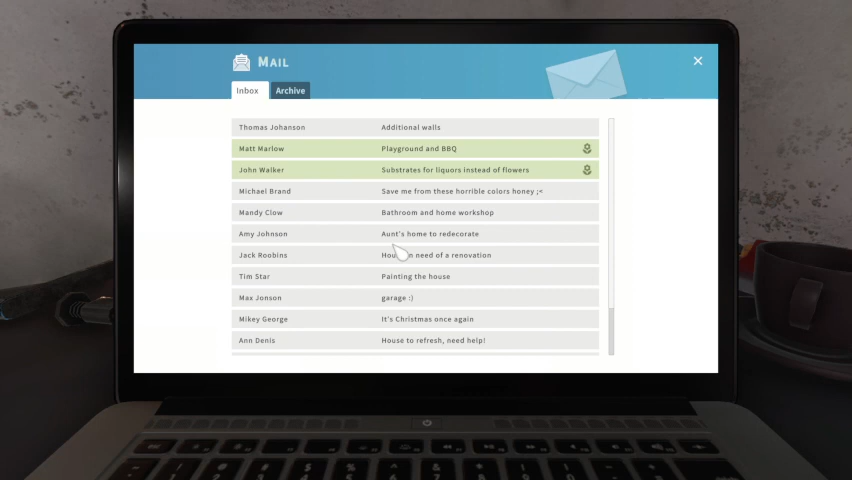 Mail
Inbox
Archive
Thomas Johanson Additional walls
Matt Marlow Playground and BBQ
John Walker Substrates for liquors instead of flowers
Michael Brand Save me from these horrible colors honey ;<
Mandy Clow Bathroom and home workshop
Amy Johnson Aunt's home to redecorate
Jack Roobins in need of a renovation
Tim Star Painting the house
Max Jonson garage :)
Mikey George It's Christmas once again
Ann Denis House to refresh, need help!